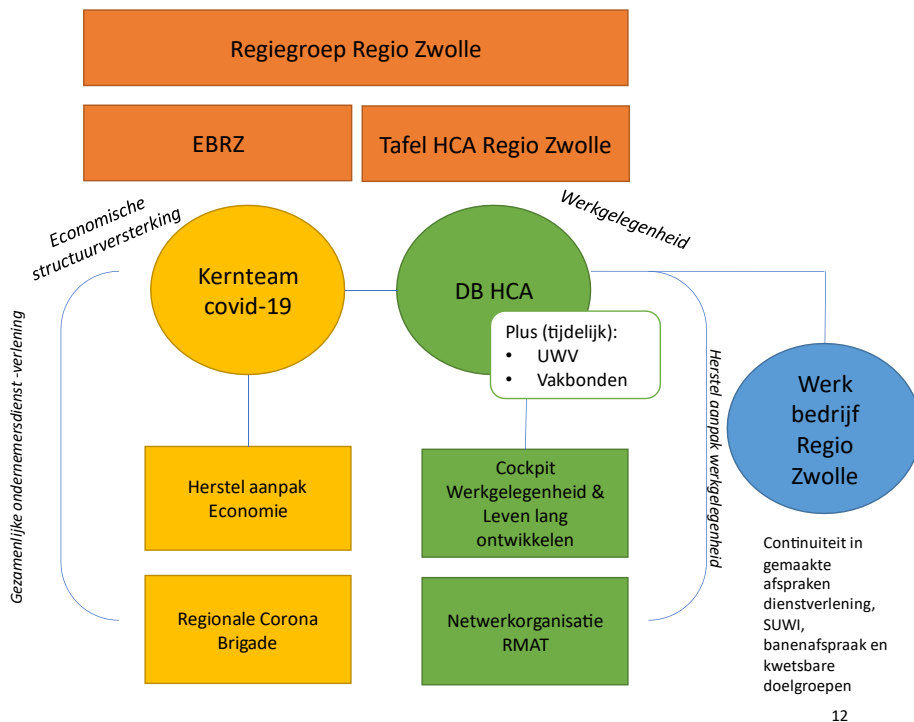 Regiegroep Regio Zwolle
EBRZ
Tafel HCA Regio Zwolle
Economische
structuurversterking
Werkgelegenheid
Kernteam
covid-19
DB HCA
Plus (tijdelijk):
• UWV
• Vakbonden
Gezamenlijke ondernemersdienst -verlening
Herstel aanpak werkgelegenheid
Werk
bedrijf
Regio
Zwolle
Herstel aanpak
Economie
Cockpit
Werkgelegenheid &
Leven lang
ontwikkelen
Regionale Corona
Brigade
Netwerkorganisatie
RMAT
Continuiteit in
gemaakte
afspraken
dienstverlening,
SUWI,
banenafspraak en
kwetsbare
doelgroepen
12